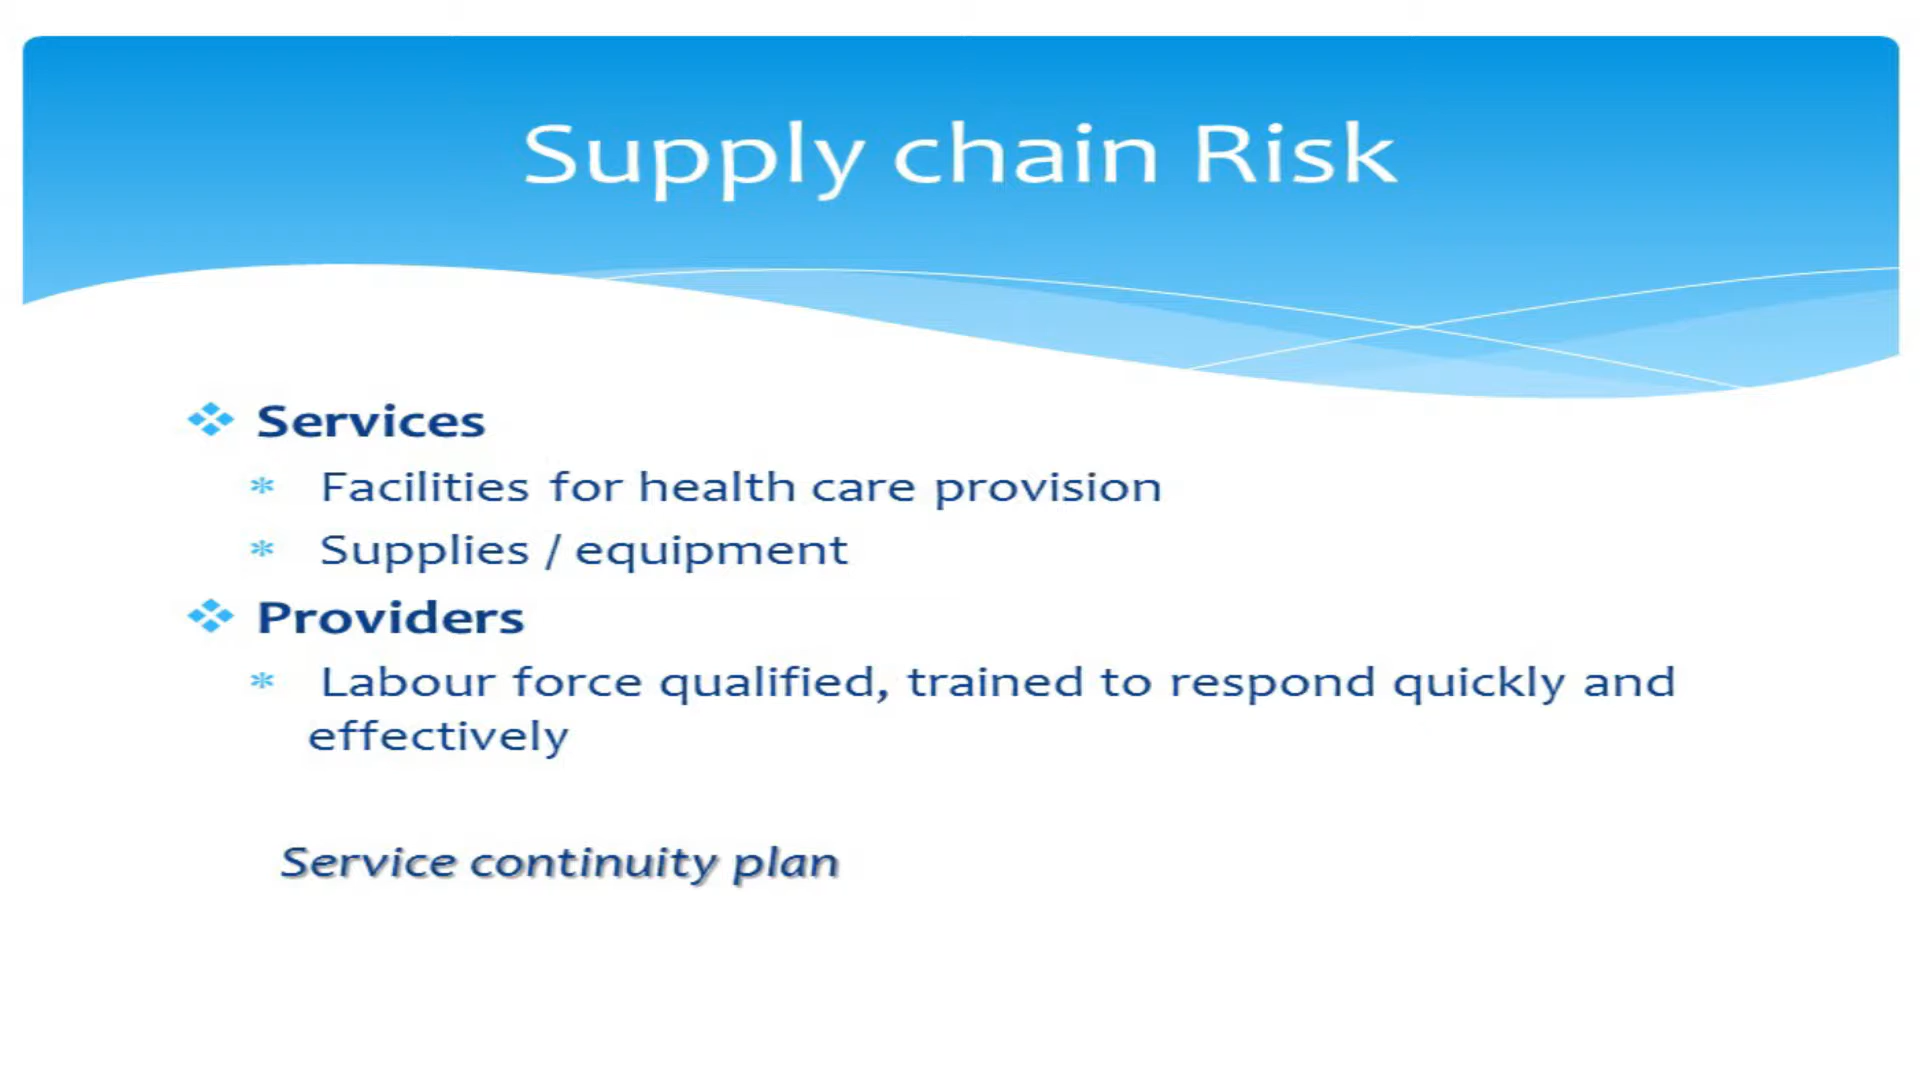 Supply chain Risk
Services
Facilities for health care provision
Supplies / equipment
Providers
Labour force qualified, trained to respond quickly and
effectively
Service continuity plan